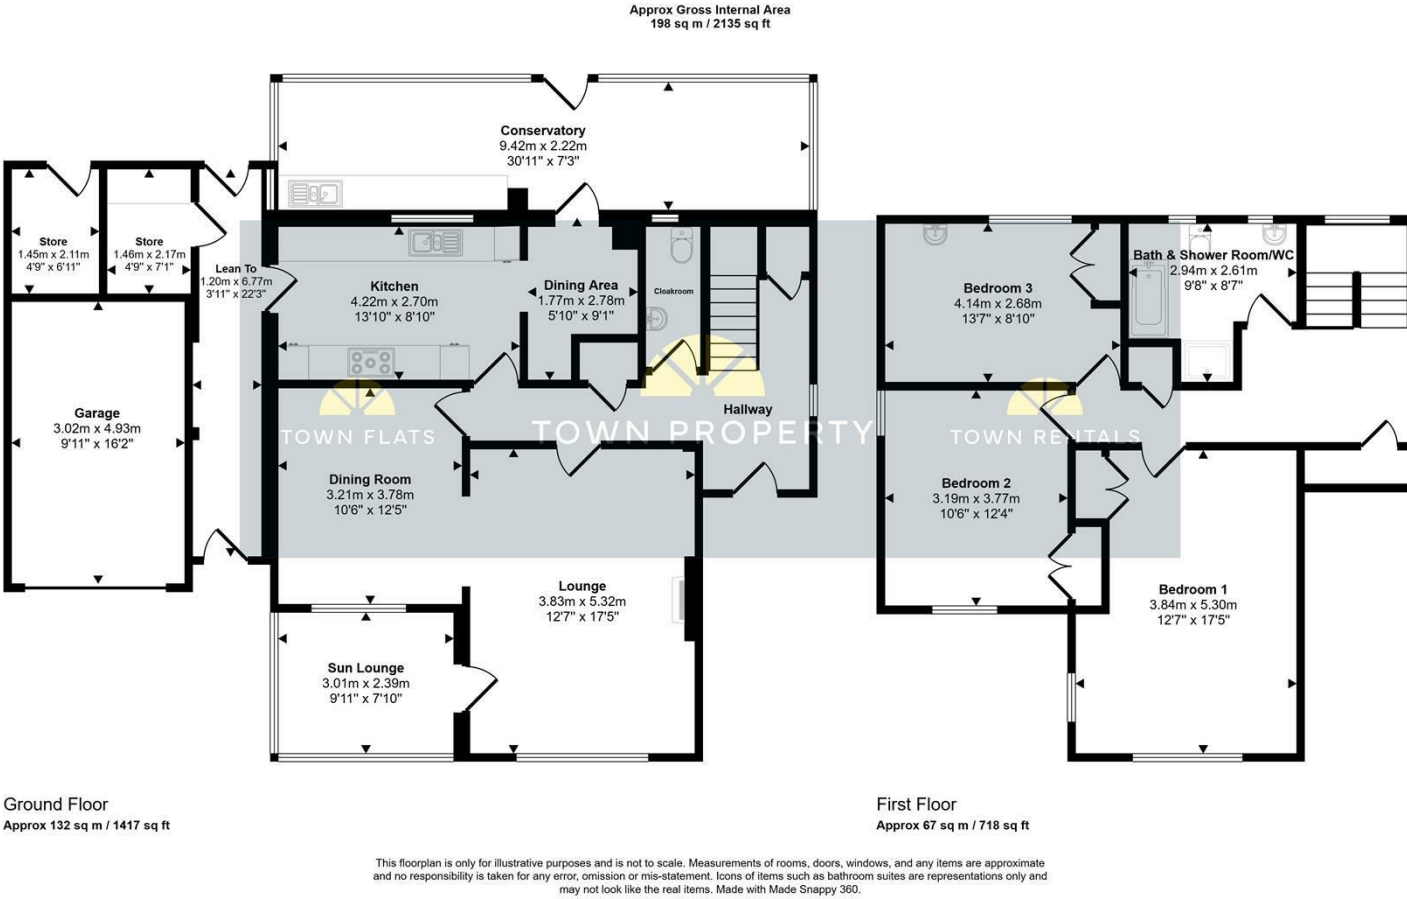 Approx Gross Internal Area
198 sq m / 2135 sq ft
Conservatory
9.42m x 2.22m
30'11" x 7'3"
Store
1.45m x 2.11m
4'9" x 6'11"
Store
1.46m x 2.17m
4'9" x 7'1"
Lean To
1.20m x 6.77m
3'11" x 22'3"
Kitchen
4.22m x 2.70m
13'10" x 8'10"
Dining Area
1.77m x 2.78m
5'10" x 9'1"
Cloakroom
Hallway
Garage
3.02m x 4.93m
9'11" x 16'2"
Dining Room
3.21m x 3.78m
10'6" x 12'5"
Lounge
3.83m x 5.32m
12'7" x 17'5"
Sun Lounge
3.01m x 2.39m
9'11" x 7'10"
Bedroom 3
4.14m x 2.68m
13'7" x 8'10"
Bath & Shower Room/WC
2.94m x 2.61m
9'8" x 8'7"
Bedroom 2
3.19m x 3.77m
10'6" x 12'4"
Bedroom 1
3.84m x 5.30m
12'7" x 17'5"
TOWN FLATS
TOWN PROPERTY
TOWN RENTALS
Ground Floor
Approx 132 sq m / 1417 sq ft
First Floor
Approx 67 sq m / 718 sq ft
This floorplan is only for illustrative purposes and is not to scale. Measurements of rooms, doors, windows, and any items are approximate
and no responsibility is taken for any error, omission or mis-statement. Icons of items such as bathroom suites are representations only and
may not look like the real items. Made with Made Snappy 360.